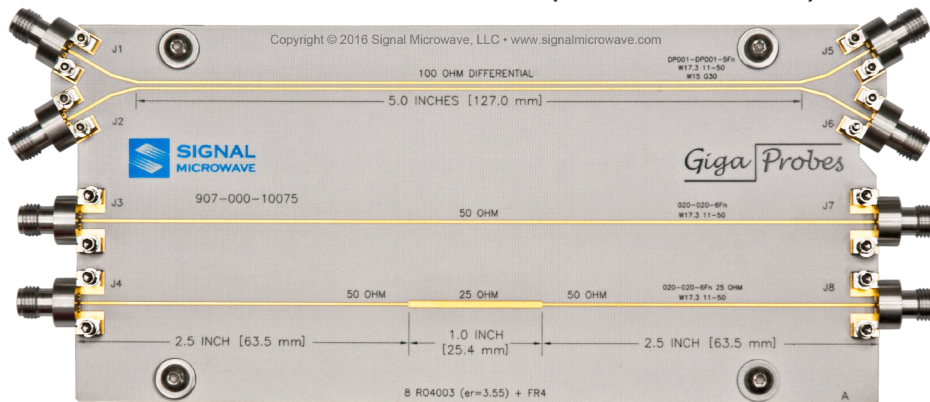 Copyright © 2016 Signal Microwave, LLC • www.signalmicrowave.com
J1
J5
DP001-DP001-5Fn
W17.3 11-50
W15 G30
100 OHM DIFFERENTIAL
5.0 INCHES [127.0 mm]
J2
J6
SIGNAL
MICROWAVE
Giga Probes
907-000-10075
J3
J7
50 OHM
020-020-6Fn
W17.3 11-50
J4
J8
50 OHM
25 OHM
50 OHM
020-020-6Fn 25 OHM
W17.3 11-50
2.5 INCH [63.5 mm]
1.0 INCH
[25.4 mm]
2.5 INCH [63.5 mm]
8 RO4003 (er=3.55) + FR4
A